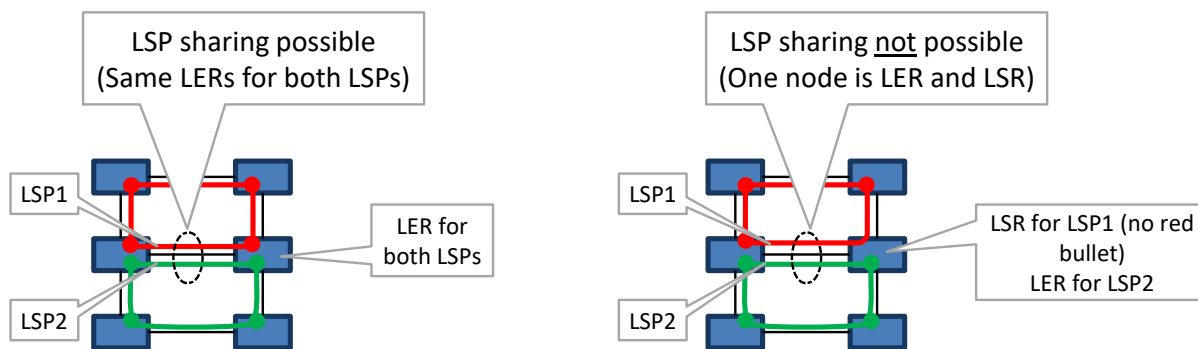 LSP sharing possible
(Same LERs for both LSPs)
LSP1
LER for
both LSPs
LSP2
LSP sharing not possible
(One node is LER and LSR)
LSP1
LSR for LSP1 (no red
bullet)
LER for LSP2
LSP2